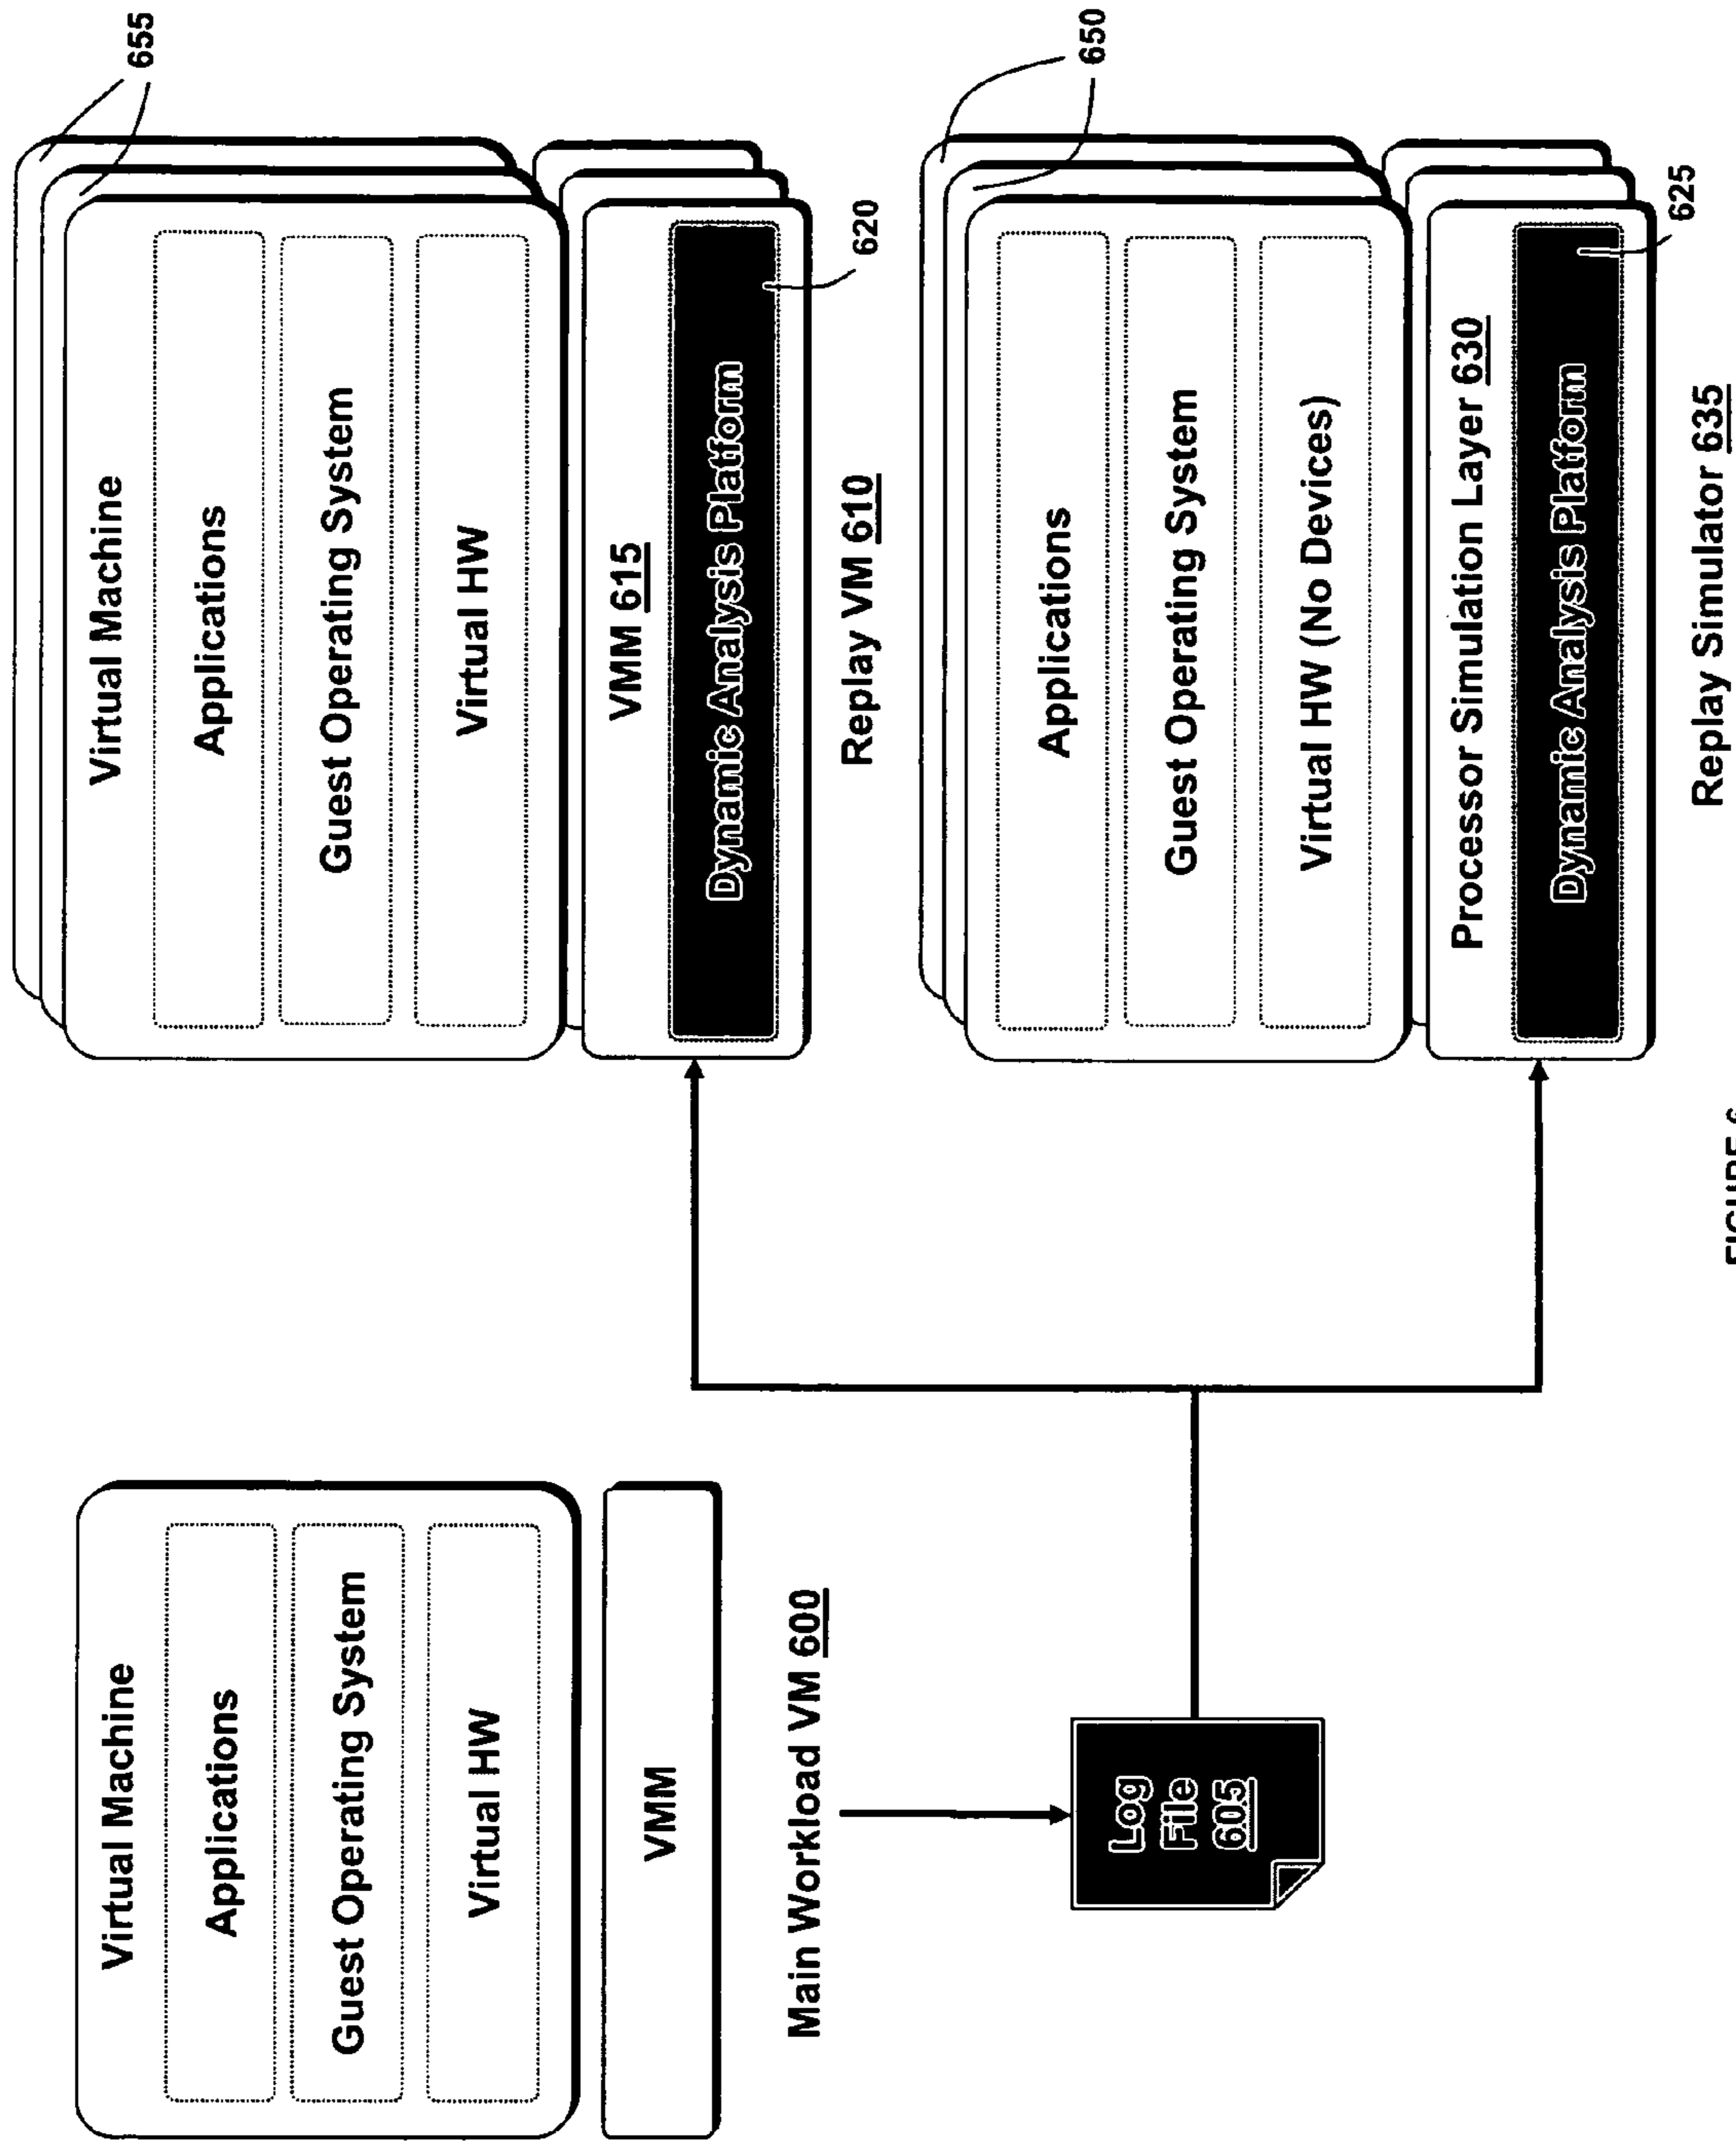 Virtual Machine
Applications
Guest Operating System
Virtual HW
VMM
Main Workload VM 600
Log
File
605
655
Virtual Machine
Applications
Guest Operating System
Virtual HW
VMM 615
Dynamic Analysis Platform
620
Replay VM 610
650
Applications
Guest Operating System
Virtual HW (No Devices)
Processor Simulation Layer 630
Dynamic Analysis Platform
625
Replay Simulator 635
FIGURE 6